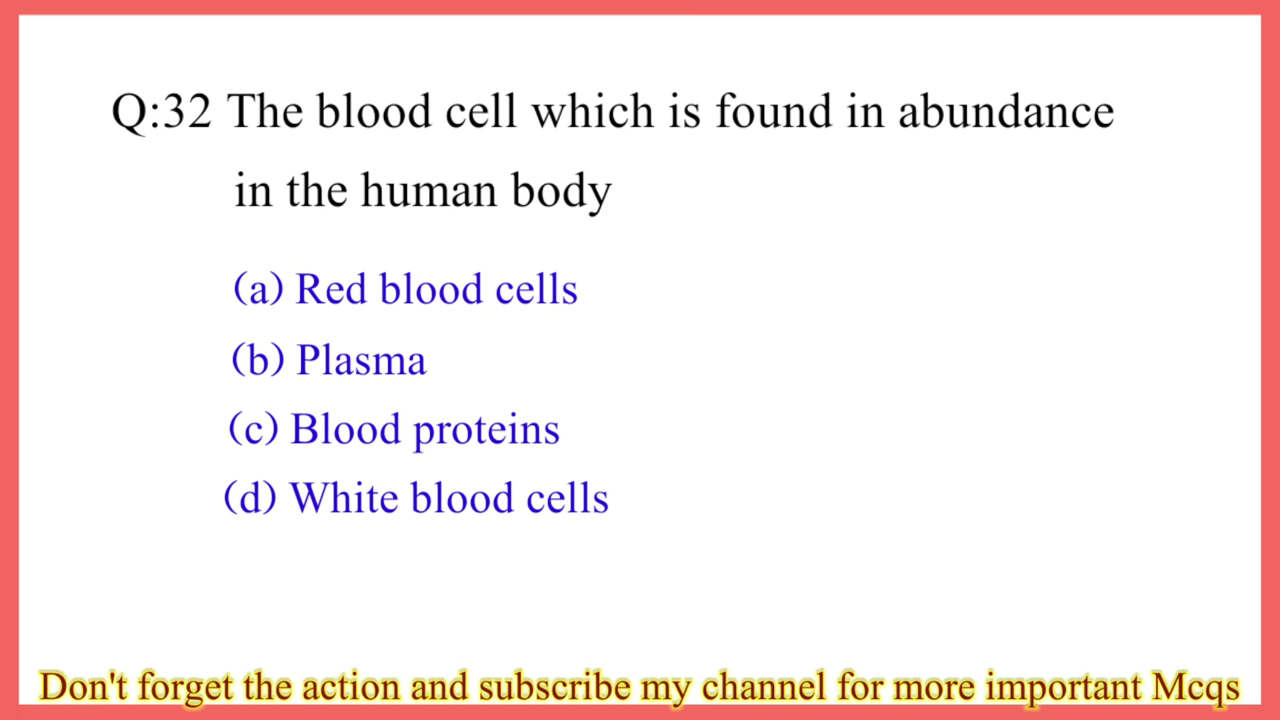 Q:32 The blood cell which is found in abundance
in the human body
(a) Red blood cells
(b) Plasma
(c) Blood proteins
(d) White blood cells
Don't forget the action and subscribe my channel for more important Mcqs